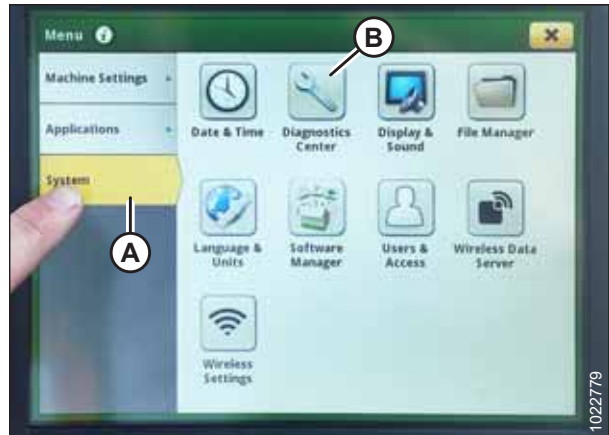 Menu i
B
Machine Settings
Applications
System
A
Date & Time
Diagnostics
Center
Display &
Sound
File Manager
Language &
Units
Software
Manager
Users &
Access
Wireless Data
Server
Wireless
Settings
1022779